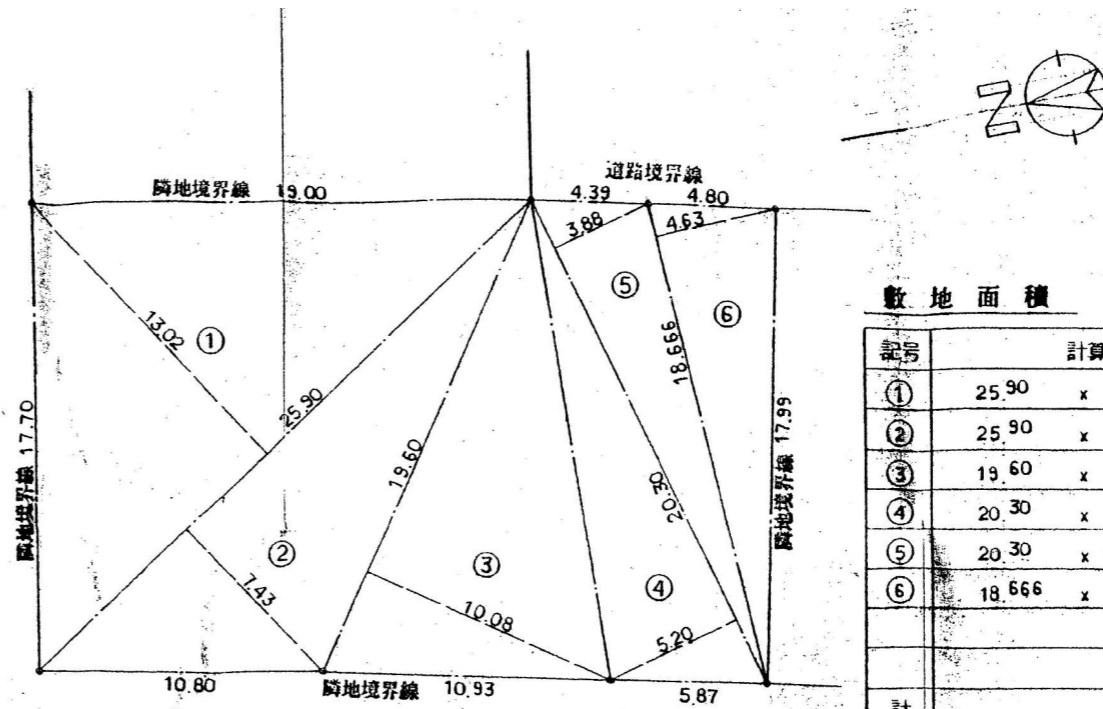 道路境界線
隣地境界線 19.00
4.39
4.80
3.88
4.63
Z
⑤
⑥
13.02
①
18.666
25.90
隣地境界線 17.70
19.60
隣地境界線 17.99
20.30
②
③
④
7.43
10.08
5.20
10.80
隣地境界線
10.93
5.87
敷地面積
記号 計算
① 25.90 x
② 25.90 x
③ 19.60 x
④ 20.30 x
⑤ 20.30 x
⑥ 18.666 x
計